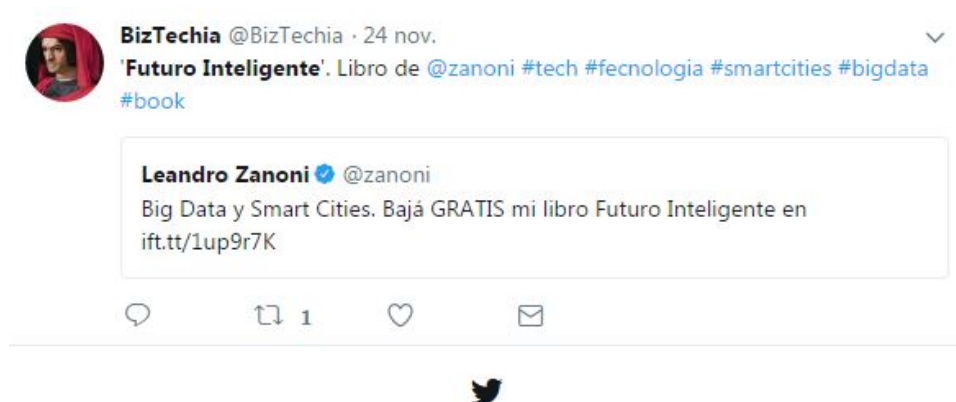 BizTechia @BizTechia · 24 nov.
'Futuro Inteligente'. Libro de @zanoni #tech #fecnologia #smartcities #bigdata
#book
Leandro Zanoni @zanoni
Big Data y Smart Cities. Bajá GRATIS mi libro Futuro Inteligente en
ift.tt/1up9r7K
1